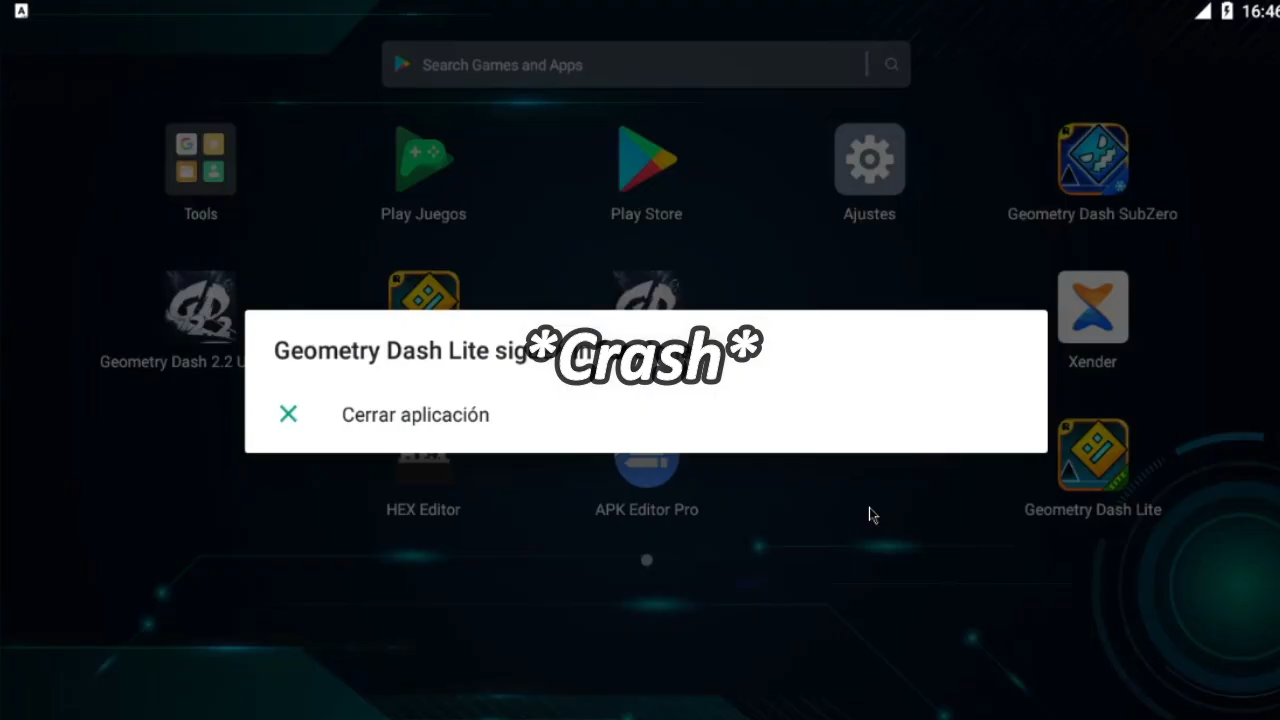 A
16:46
Search Games and Apps
Tools
Play Juegos
Play Store
Ajustes
Geometry Dash SubZero
Geometry Dash 2.2 U
Xender
Geometry Dash Lite
*Crash*
Cerrar aplicación
HEX Editor
APK Editor Pro
Geometry Dash Lite